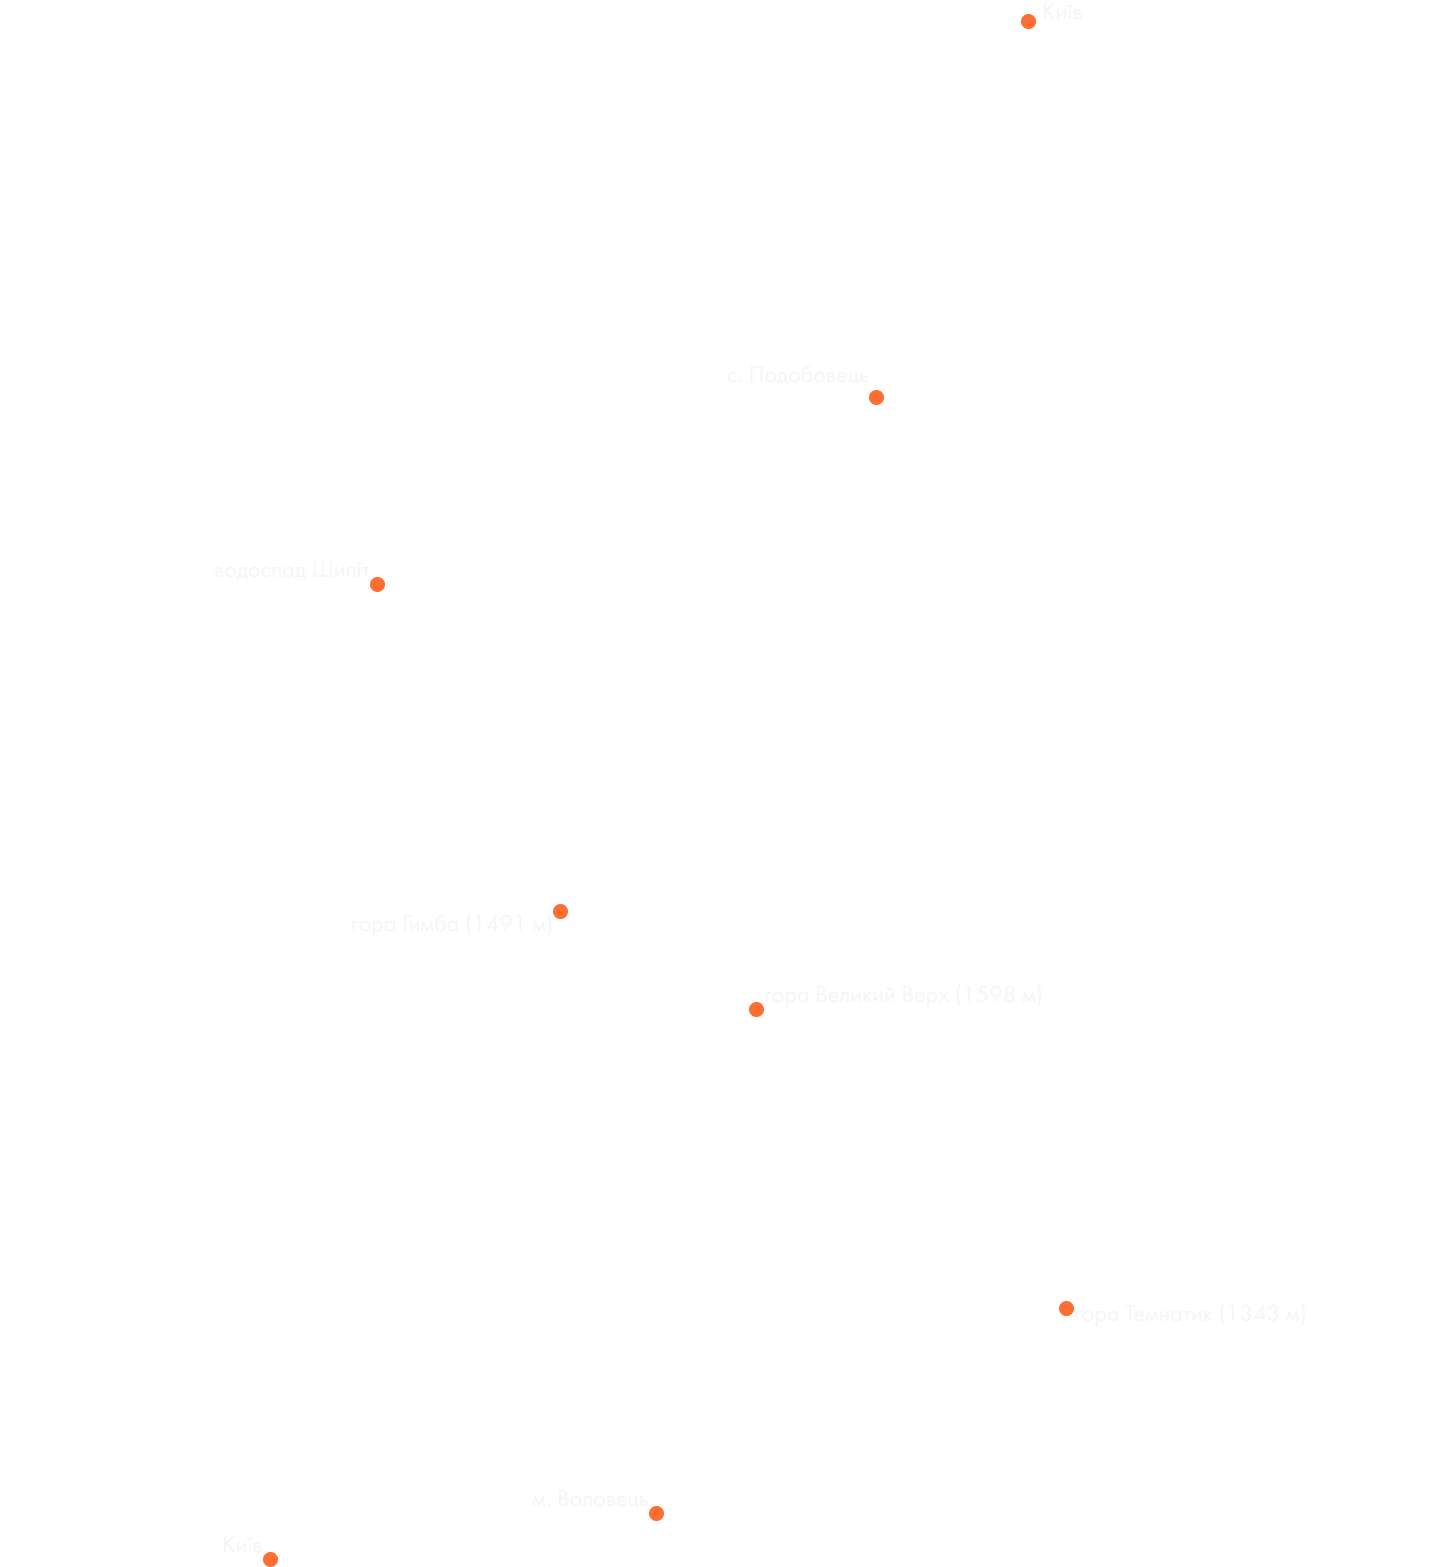 Київ
с. Подобовець
водоспад Шипіт
гора Гимба (1491 м)
гора Великий Верх (1598 м)
гора Темнатик (1343 м)
м. Воловець
Київ